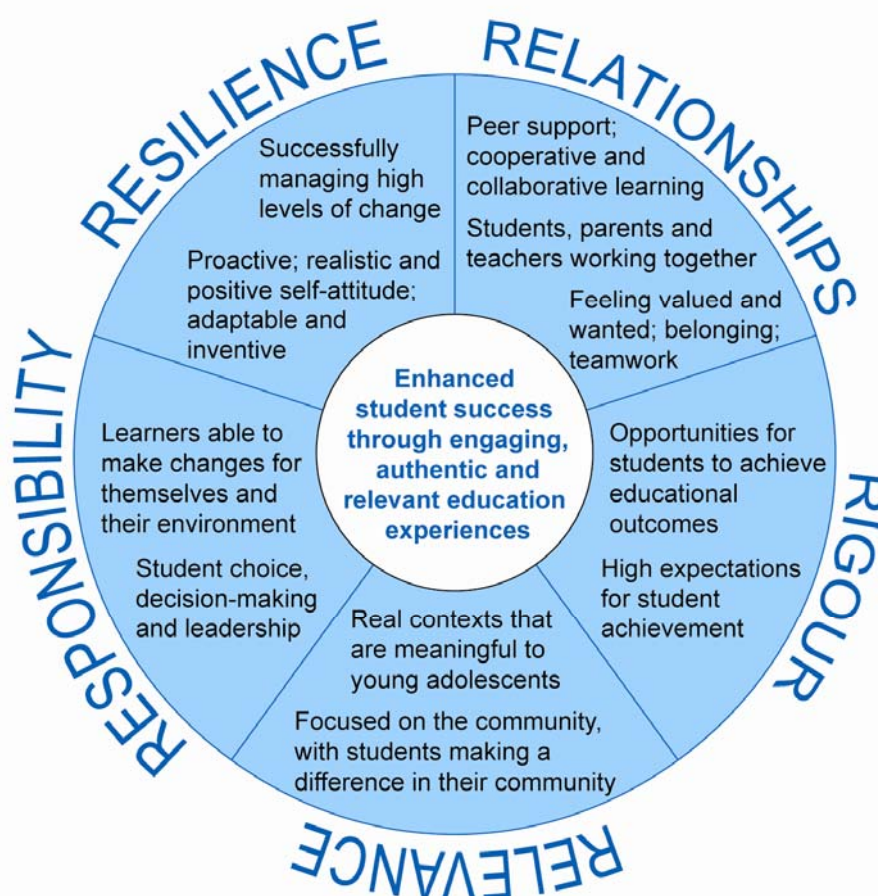 RESILIENCE
Successfully
managing high
levels of change
Proactive; realistic and
positive self-attitude;
adaptable and
inventive
RELATIONSHIPS
Peer support;
cooperative and
collaborative learning
Students, parents and
teachers working together
Feeling valued and
wanted; belonging;
teamwork
RIGOUR
Opportunities for
students to achieve
educational
outcomes
High expectations
for student
achievement
RELEVANCE
Real contexts that
are meaningful to
young adolescents
Focused on the community,
with students making a
difference in their community
RESPONSIBILITY
Learners able to
make changes for
themselves and
their environment
Student choice,
decision-making
and leadership
Enhanced
student success
through engaging,
authentic and
relevant education
experiences